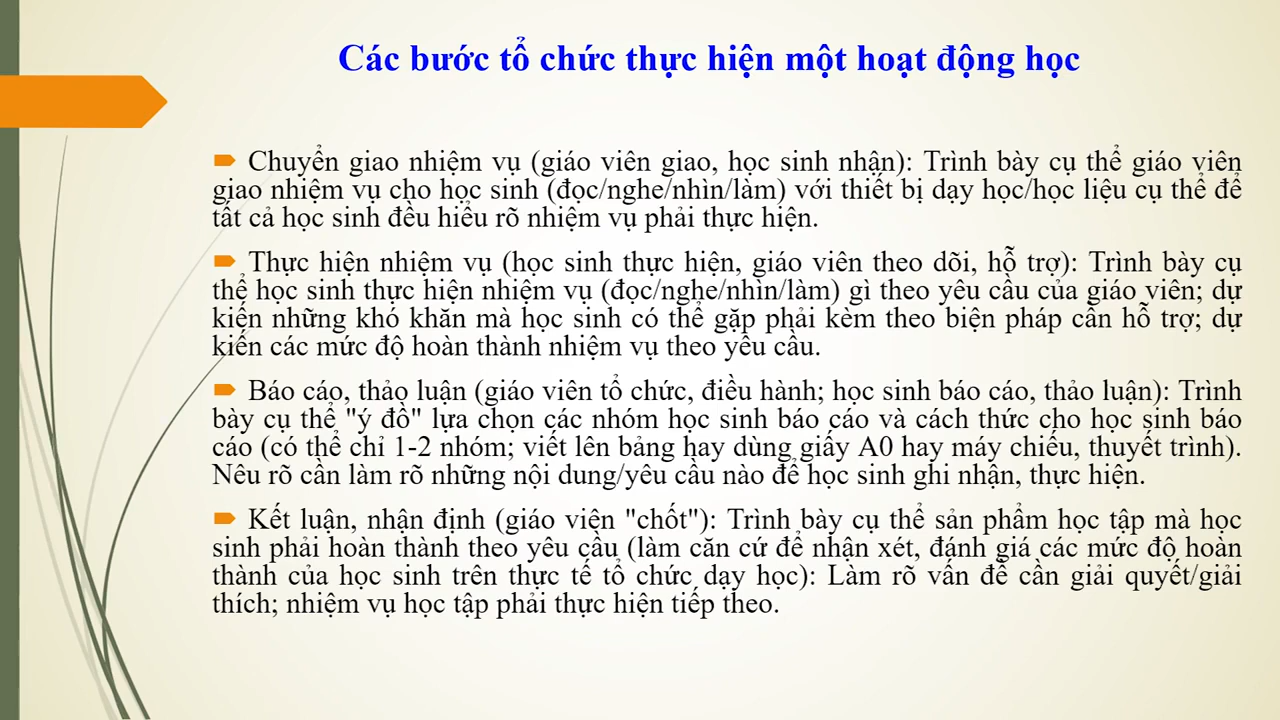 Các bước tổ chức thực hiện một hoạt động học
Chuyển giao nhiệm vụ (giáo viên giao, học sinh nhận): Trình bày cụ thể giáo viên
giao nhiệm vụ cho học sinh (đọc/nghe/nhìn/làm) với thiết bị dạy học/học liệu cụ thể để
tất cả học sinh đều hiểu rõ nhiệm vụ phải thực hiện.
Thực hiện nhiệm vụ (học sinh thực hiện, giáo viên theo dõi, hỗ trợ): Trình bày cụ
thể học sinh thực hiện nhiệm vụ (đọc/nghe/nhìn/làm) gì theo yêu cầu của giáo viên; dự
kiến những khó khăn mà học sinh có thể gặp phải kèm theo biện pháp cần hỗ trợ; dự
kiến các mức độ hoàn thành nhiệm vụ theo yêu cầu.
Báo cáo, thảo luận (giáo viên tổ chức, điều hành; học sinh báo cáo, thảo luận): Trình
bày cụ thể "ý đồ" lựa chọn các nhóm học sinh báo cáo và cách thức cho học sinh báo
cáo (có thể chỉ 1-2 nhóm; viết lên bảng hay dùng giấy A0 hay máy chiếu, thuyết trình).
Nêu rõ cần làm rõ những nội dung/yêu cầu nào để học sinh ghi nhận, thực hiện.
Kết luận, nhận định (giáo viên "chốt"): Trình bày cụ thể sản phẩm học tập mà học
sinh phải hoàn thành theo yêu cầu (làm căn cứ để nhận xét, đánh giá các mức độ hoàn
thành của học sinh trên thực tế tổ chức dạy học): Làm rõ vấn đề cần giải quyết/giải
thích; nhiệm vụ học tập phải thực hiện tiếp theo.